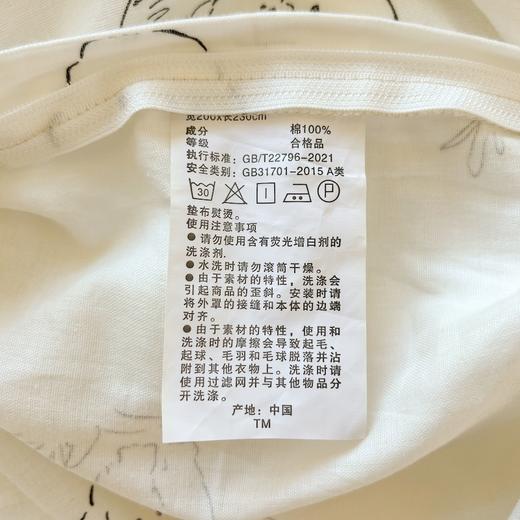 宽200x长230cm
成分 棉100%
等级 合格品
执行标准: GB/T22796-2021
安全类别: GB31701-2015 A类
30 P
垫布熨烫。
使用注意事项
●请勿使用含有荧光增白剂的
洗涤剂.
●水洗时请勿滚筒干燥。
●由于素材的特性，洗涤会
引起商品的歪斜。安装时请
将外罩的接缝和本体的边端
对齐。
●由于素材的特性，使用和
洗涤时的摩擦会导致起毛、
起球、毛羽和毛球脱落并沾
附到其他衣物上。洗涤时请
使用过滤网并与其他物品分
开洗涤。
产地: 中国
TM